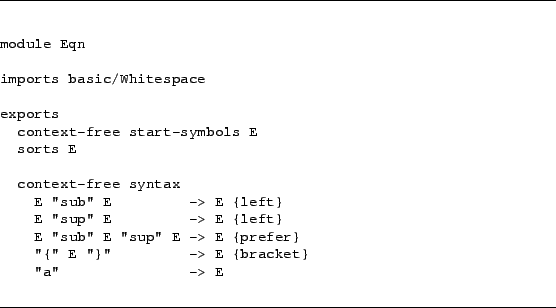 module Eqn
imports basic/Whitespace
exports
  context-free start-symbols E
  sorts E
  context-free syntax
    E "sub" E         -> E {left}
    E "sup" E         -> E {left}
    E "sub" E "sup" E -> E {prefer}
    "{" E "}"         -> E {bracket}
    "a"               -> E